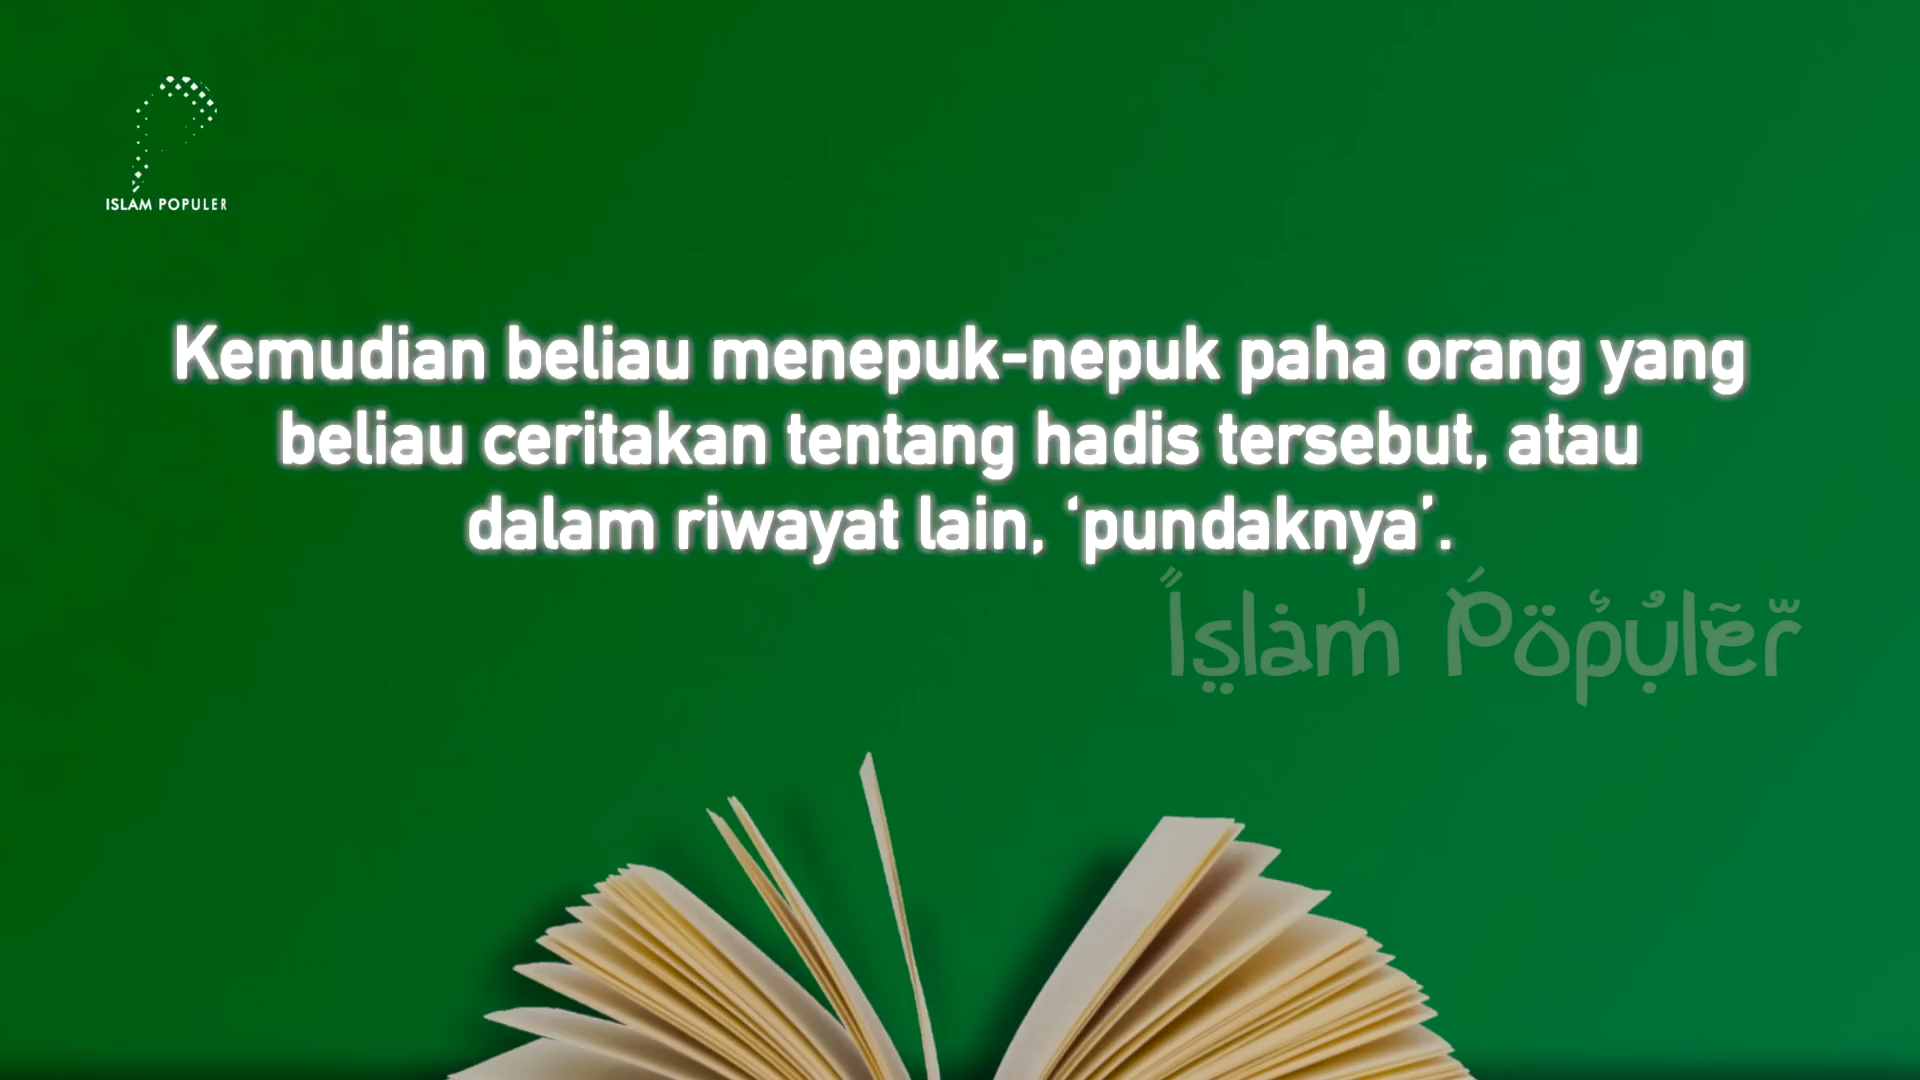 ISLAM POPULER
Kemudian beliau menepuk-nepuk paha orang yang
beliau ceritakan tentang hadis tersebut, atau
dalam riwayat lain, ‘pundaknya’.
Islam Populer